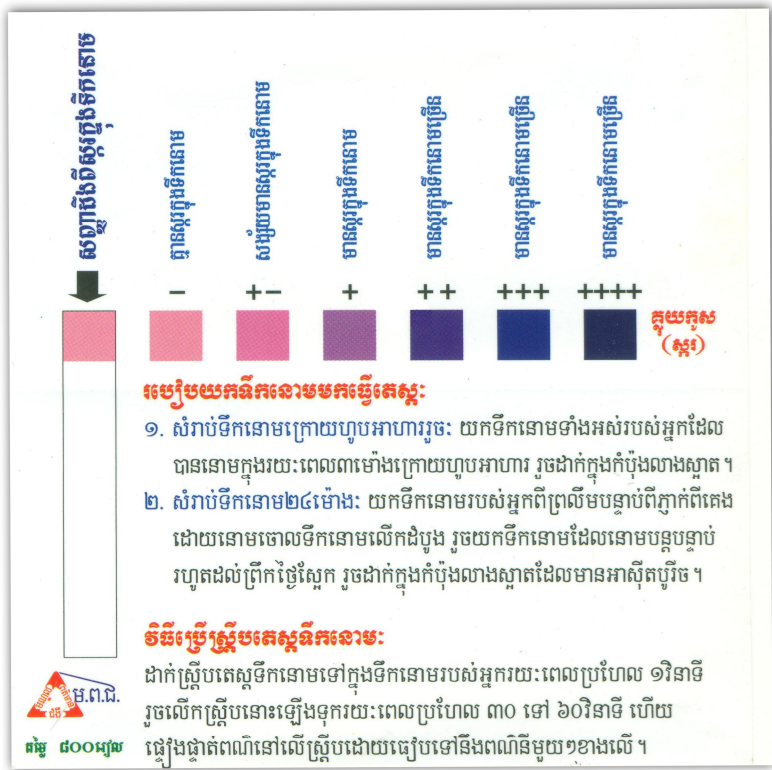 សញ្ញាដឹងពីស្ករក្នុងទឹកនោម
គ្មានស្ករក្នុងទឹកនោម
សង្ស័យមានស្ករក្នុងទឹកនោម
មានស្ករក្នុងទឹកនោម
មានស្ករក្នុងទឹកនោមច្រើន
មានស្ករក្នុងទឹកនោមច្រើន
មានស្ករក្នុងទឹកនោមច្រើន
−
+−
+
++
+++
++++
គ្លុយកូស
(ស្ករ)
របៀបយកទឹកនោមមកធ្វើតេស្តៈ
១. សំរាប់ទឹកនោមក្រោយហូបអាហាររួចៈ យកទឹកនោមទាំងអស់របស់អ្នកដែល
បាននោមក្នុងរយៈពេល៣ម៉ោងក្រោយហូបអាហារ រួចដាក់ក្នុងកំប៉ុងលាងស្អាត។
២. សំរាប់ទឹកនោម២៤ម៉ោងៈ យកទឹកនោមរបស់អ្នកពីព្រលឹមបន្ទាប់ពីភ្ញាក់ពីគេង
ដោយនោមចោលទឹកនោមលើកដំបូង រួចយកទឹកនោមដែលនោមបន្តបន្ទាប់
រហូតដល់ព្រឹកថ្ងៃស្អែក រួចដាក់ក្នុងកំប៉ុងលាងស្អាតដែលមានអាស៊ីតបូរីច។
វិធីប្រើស្ត្រីបតេស្តទឹកនោមៈ
ដាក់ស្ត្រីបតេស្តទឹកនោមទៅក្នុងទឹកនោមរបស់អ្នករយៈពេលប្រហែល ១វិនាទី
រួចលើកស្ត្រីបនោះឡើងទុករយៈពេលប្រហែល ៣០ ទៅ ៦០វិនាទី ហើយ
ផ្ទៀងផ្ទាត់ពណ៌នៅលើស្ត្រីបដោយធៀបទៅនឹងពណ៌នីមួយៗខាងលើ។
ម.ព.ជ.
តម្លៃ ៨០០រៀល